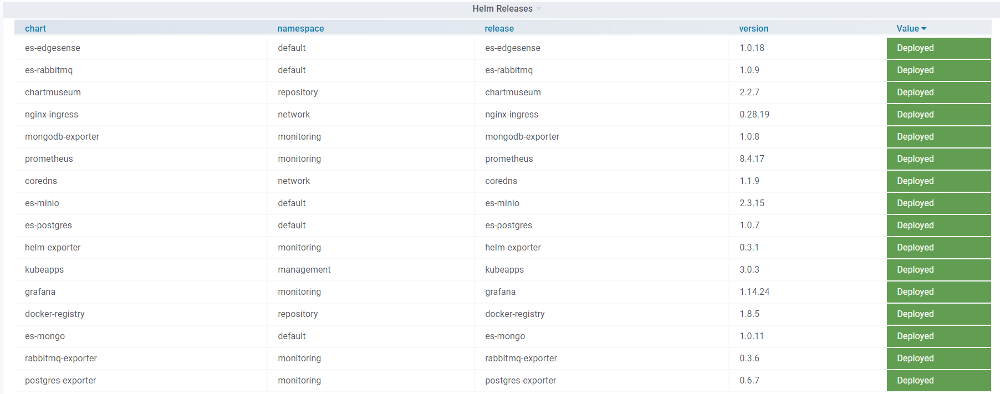 Helm Releases
chart namespace release version Value
es-edgesense default es-edgesense 1.0.18 Deployed
es-rabbitmq default es-rabbitmq 1.0.9 Deployed
chartmuseum repository chartmuseum 2.2.7 Deployed
nginx-ingress network nginx-ingress 0.28.19 Deployed
mongodb-exporter monitoring mongodb-exporter 1.0.8 Deployed
prometheus monitoring prometheus 8.4.17 Deployed
coredns network coredns 1.1.9 Deployed
es-minio default es-minio 2.3.15 Deployed
es-postgres default es-postgres 1.0.7 Deployed
helm-exporter monitoring helm-exporter 0.3.1 Deployed
kubeapps management kubeapps 3.0.3 Deployed
grafana monitoring grafana 1.14.24 Deployed
docker-registry repository docker-registry 1.8.5 Deployed
es-mongo default es-mongo 1.0.11 Deployed
rabbitmq-exporter monitoring rabbitmq-exporter 0.3.6 Deployed
postgres-exporter monitoring postgres-exporter 0.6.7 Deployed